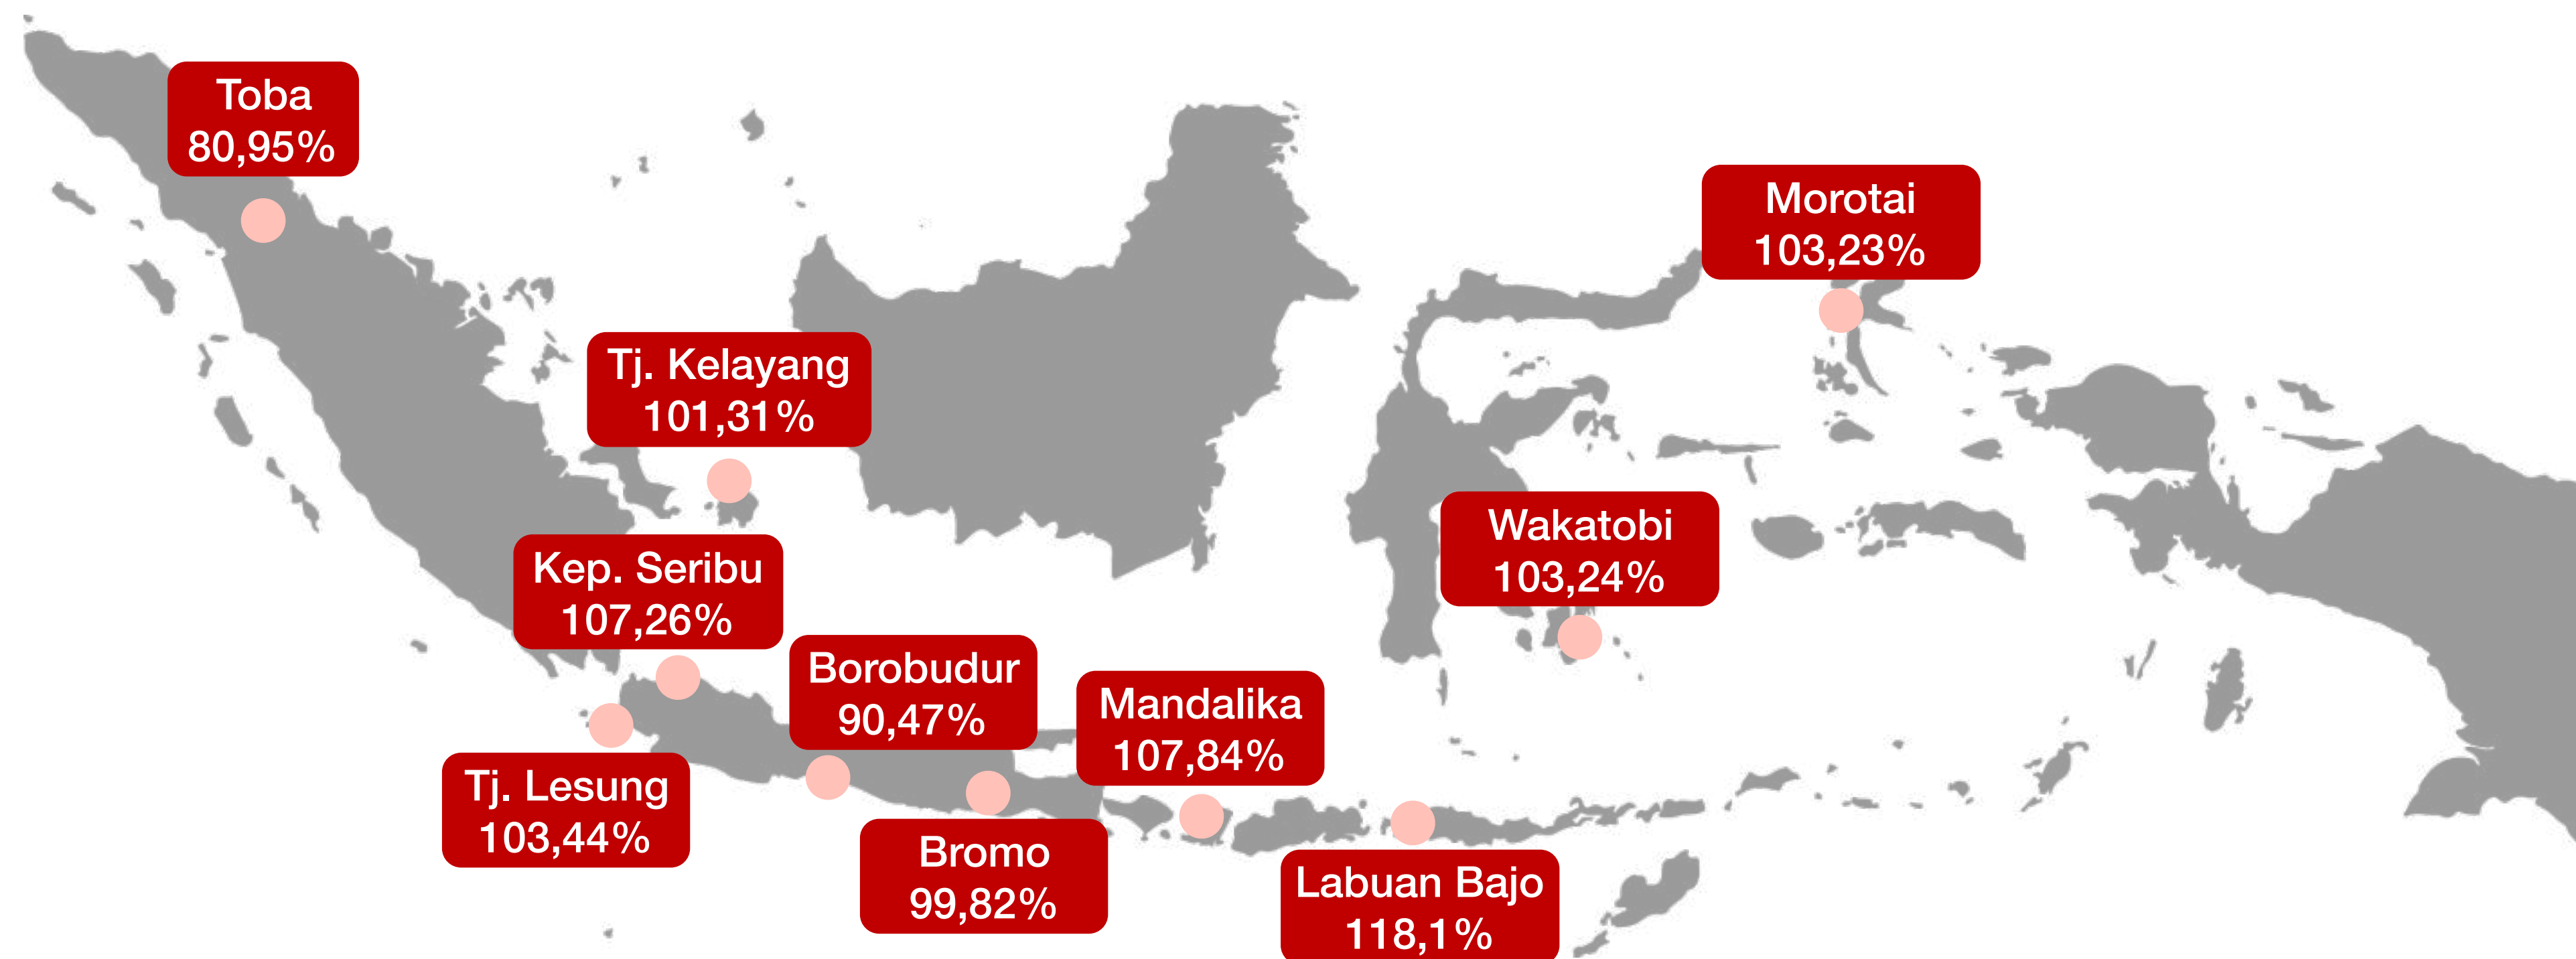 Toba
80,95%
Morotai
103,23%
Tj. Kelayang
101,31%
Wakatobi
103,24%
Kep. Seribu
107,26%
Borobudur
90,47%
Mandalika
107,84%
Tj. Lesung
103,44%
Bromo
99,82%
Labuan Bajo
118,1%